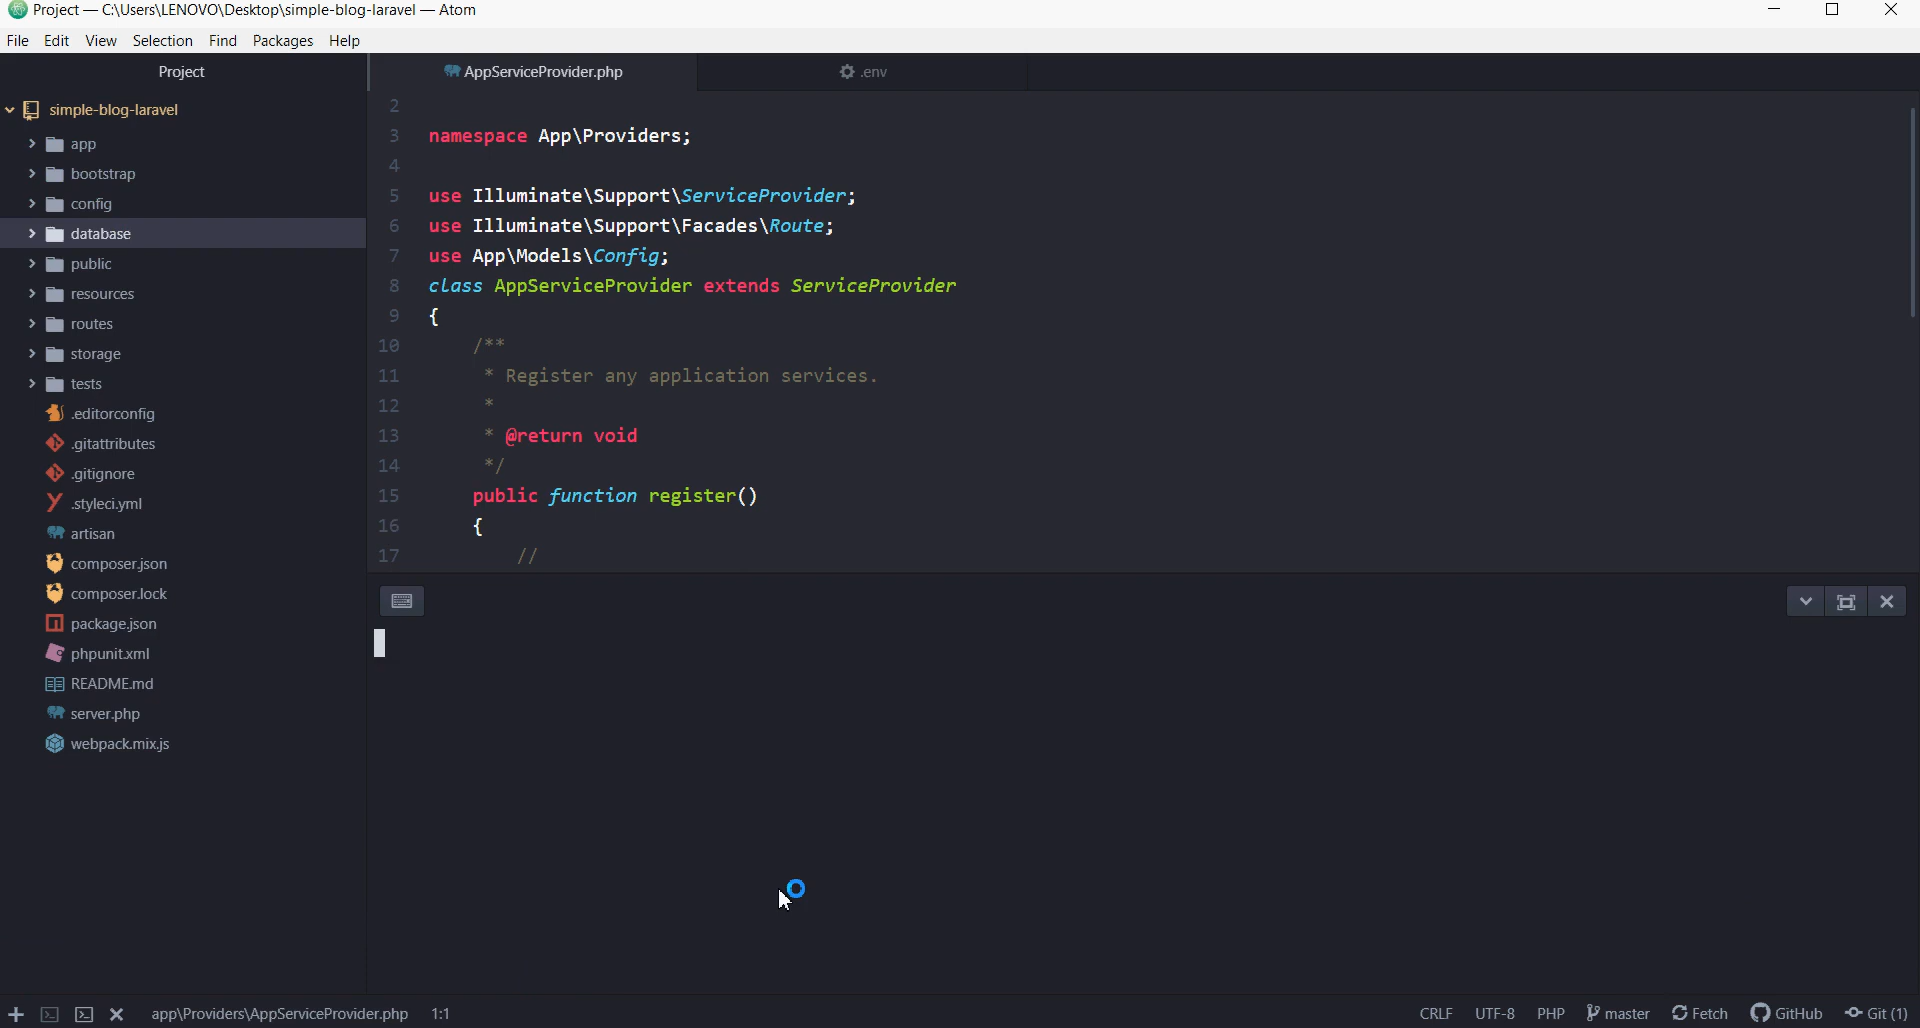 Project — C:\Users\LENOVO\Desktop\simple-blog-laravel — Atom
File Edit View Selection Find Packages Help
Project
simple-blog-laravel
app
bootstrap
config
database
public
resources
routes
storage
tests
.editorconfig
.gitattributes
.gitignore
.styleci.yml
artisan
composer.json
composer.lock
package.json
phpunit.xml
README.md
server.php
webpack.mix.js
AppServiceProvider.php
.env
2
3 namespace App\Providers;
4
5 use Illuminate\Support\ServiceProvider;
6 use Illuminate\Support\Facades\Route;
7 use App\Models\Config;
8 class AppServiceProvider extends ServiceProvider
9 {
10 /**
11 * Register any application services.
12 *
13 * @return void
14 */
15 public function register()
16 {
17 //
app\Providers\AppServiceProvider.php 1:1
CRLF UTF-8 PHP master Fetch GitHub Git (1)